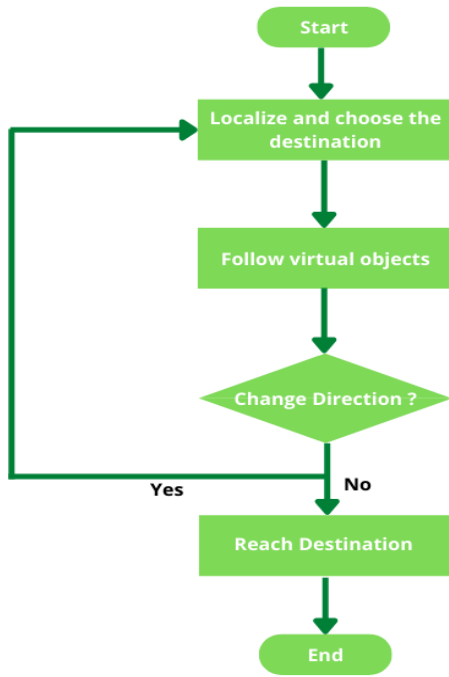 Start
Localize and choose the
destination
Follow virtual objects
Change Direction ?
Yes
No
Reach Destination
End